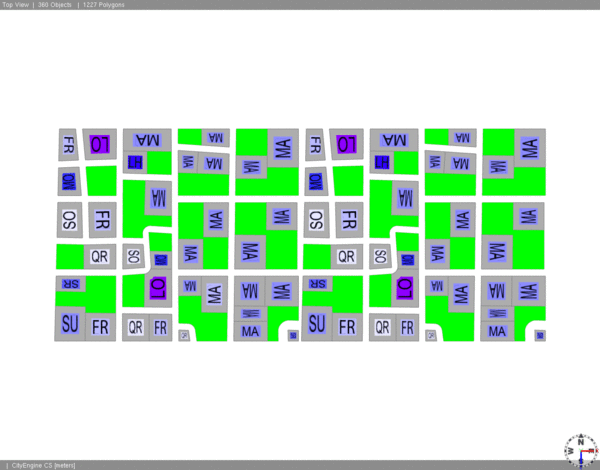 Top View | 360 Objects | 1227 Polygons
FR LO MA MA FR LO MA MA
MA MA MA MA MA MA MA MA
MA MA
OS FR MA MA OS FR MA MA
QR SO MA MA QR SO MA MA
SR LO MA MA MA MA SR LO MA MA MA MA
SU FR QR FR MA SU FR QR FR MA
N
W
| CityEngine CS [meters]